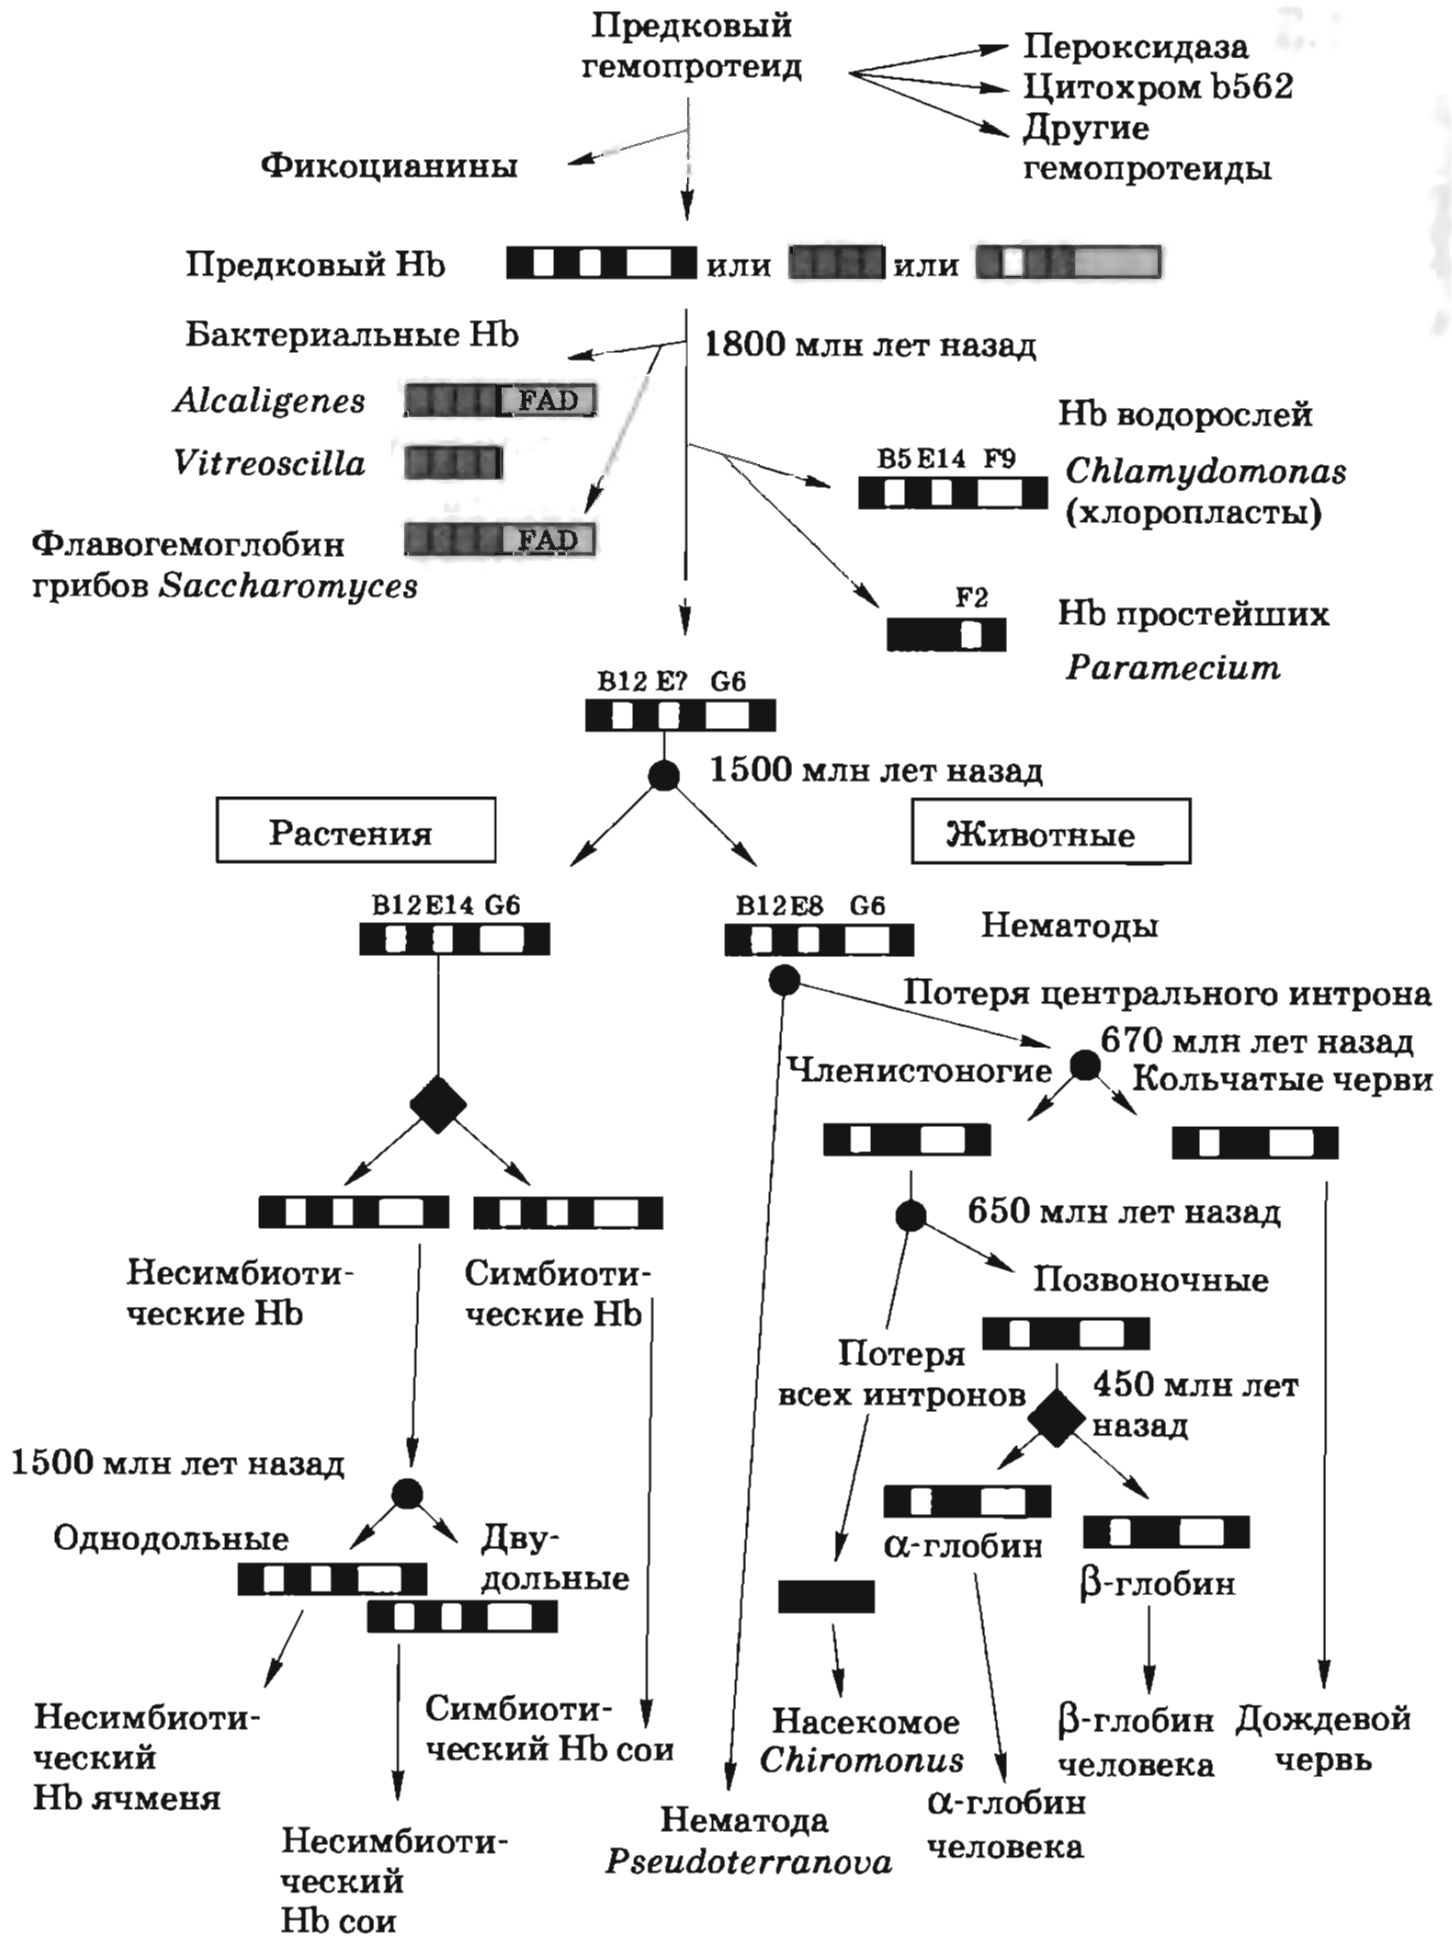 Предковый
гемопротеид
Пероксидаза
Цитохром b562
Другие
гемопротеиды
Фикоцианины
Предковый Hb
или
или
Бактериальные Hb
1800 млн лет назад
Alcaligenes
FAD
Vitreoscilla
Hb водорослей
B5 E14 F9
Chlamydomonas
(хлоропласты)
Флавогемоглобин
грибов Saccharomyces
FAD
F2
Hb простейших
Paramecium
B12 E? G6
1500 млн лет назад
Растения
Животные
B12 E14 G6
B12 E8 G6
Нематоды
Потеря центрального интрона
670 млн лет назад
Членистоногие
Кольчатые черви
650 млн лет назад
Несимбиоти-
ческие Hb
Симбиоти-
ческие Hb
Позвоночные
Потеря
всех интронов
450 млн лет
назад
1500 млн лет назад
Однодольные
Дву-
дольные
α-глобин
β-глобин
Несимбиоти-
ческий
Hb ячменя
Симбиоти-
ческий Hb сои
Несимбиоти-
ческий
Hb сои
Нематода
Pseudoterranova
Насекомое
Chiromonus
α-глобин
человека
β-глобин
человека
Дождевой
червь